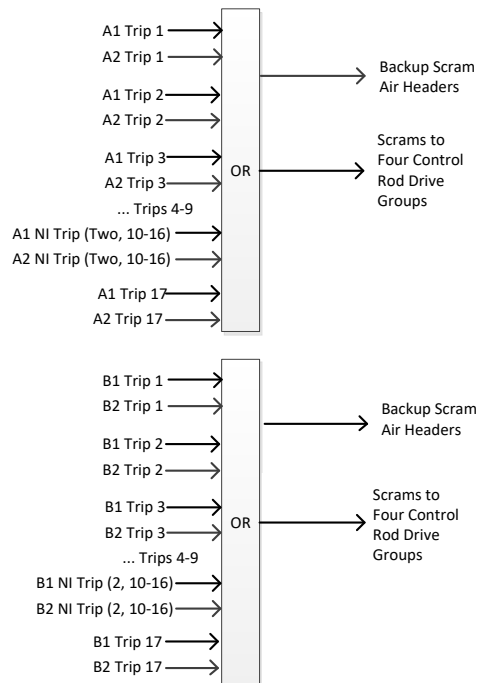 A1 Trip 1
A2 Trip 1
A1 Trip 2
A2 Trip 2
A1 Trip 3
A2 Trip 3
... Trips 4-9
A1 NI Trip (Two, 10-16)
A2 NI Trip (Two, 10-16)
A1 Trip 17
A2 Trip 17
OR
Backup Scram
Air Headers
Scrams to
Four Control
Rod Drive
Groups
B1 Trip 1
B2 Trip 1
B1 Trip 2
B2 Trip 2
B1 Trip 3
B2 Trip 3
... Trips 4-9
B1 NI Trip (2, 10-16)
B2 NI Trip (2, 10-16)
B1 Trip 17
B2 Trip 17
OR
Backup Scram
Air Headers
Scrams to
Four Control
Rod Drive
Groups